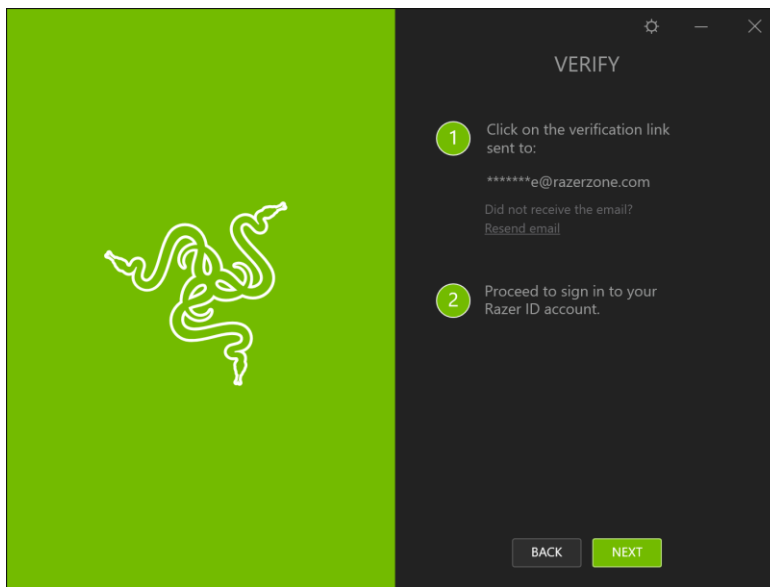 VERIFY
1
Click on the verification link
sent to:
*******e@razerzone.com
Did not receive the email?
Resend email
2
Proceed to sign in to your
Razer ID account.
BACK
NEXT